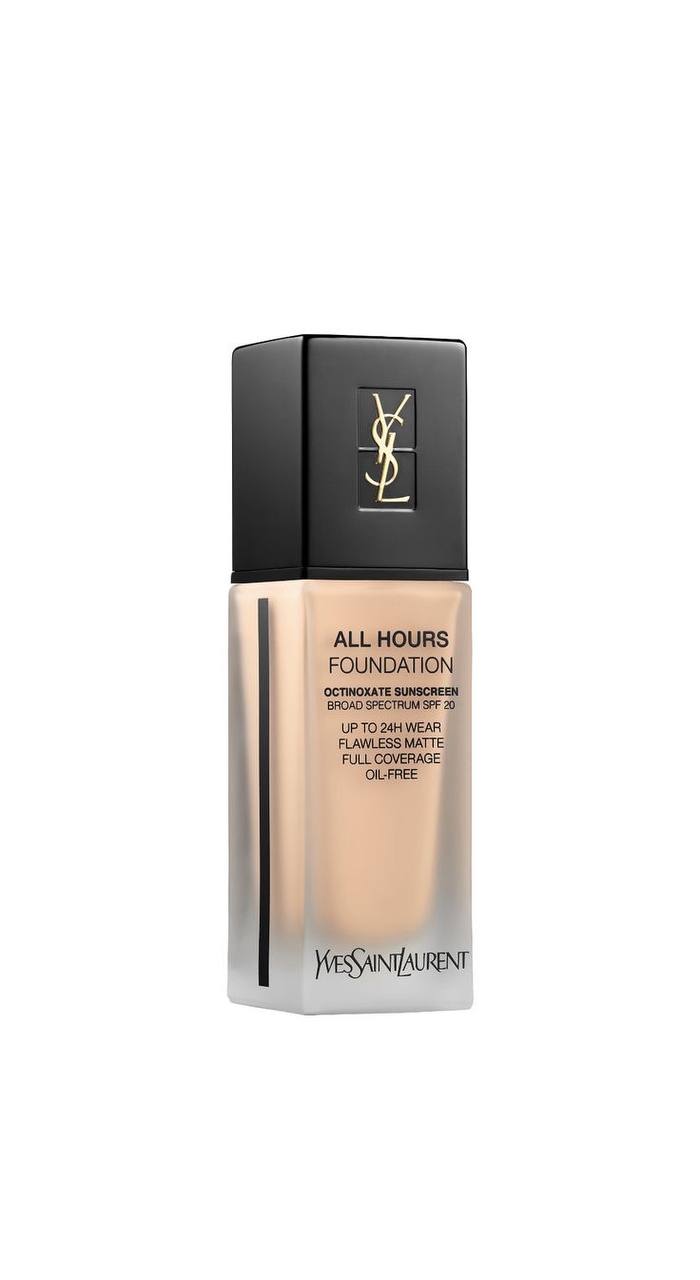 YSL
ALL HOURS
FOUNDATION
OCTINOXATE SUNSCREEN
BROAD SPECTRUM SPF 20
UP TO 24H WEAR
FLAWLESS MATTE
FULL COVERAGE
OIL-FREE
YVESSAINTLAURENT